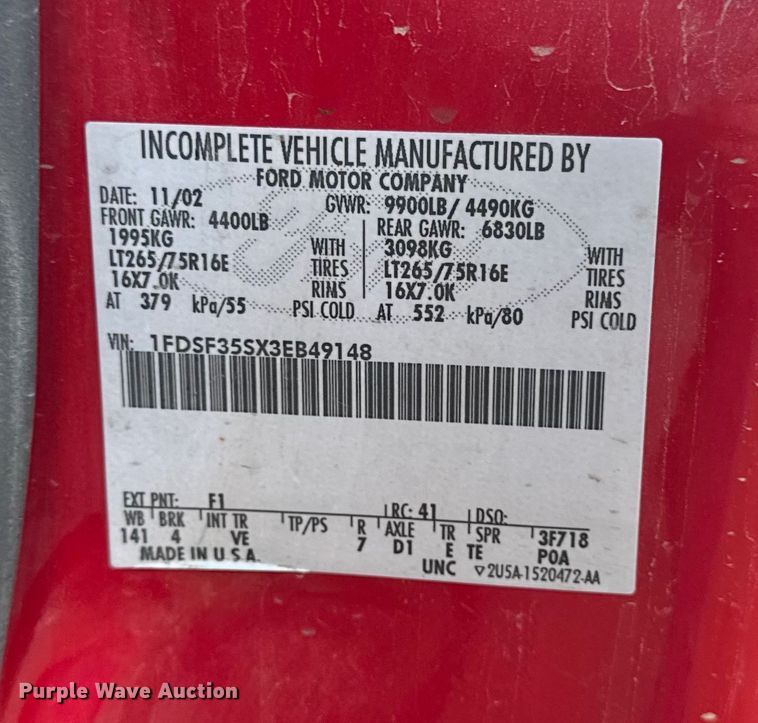 INCOMPLETE VEHICLE MANUFACTURED BY
FORD MOTOR COMPANY
DATE: 11/02 GVWR: 9900LB/ 4490KG
FRONT GAWR: 4400LB REAR GAWR: 6830LB
1995KG WITH 3098KG WITH
LT265/75R16E TIRES LT265/75R16E TIRES
16X7.0K RIMS 16X7.0K RIMS
AT 379 kPa/55 PSI COLD AT 552 kPa/80 PSI COLD
VIN: 1FDSF35SX3EB49148
EXT PNT: F1 RC: 41 DSO:
WB BRK INT TR TP/PS R AXLE TR SPR 3F718
141 4 VE 7 D1 E TE P0A
MADE IN U.S.A. UNC ▽2U5A-1520472-AA
Purple Wave Auction